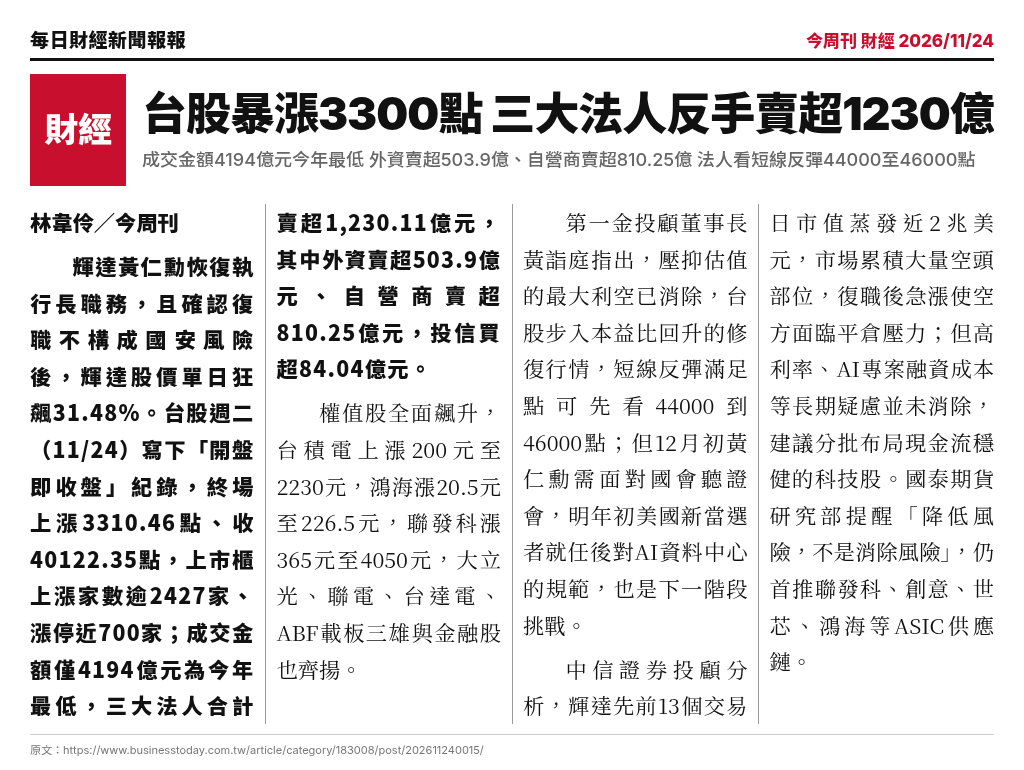 每日財經新聞報報
今周刊 財經 2026/11/24
財經
台股暴漲3300點 三大法人反手賣超1230億
成交金額4194億元今年最低 外資賣超503.9億、自營商賣超810.25億 法人看短線反彈44000至46000點
林韋伶／今周刊
輝達黃仁勳恢復執
行長職務，且確認復
職不構成國安風險
後，輝達股價單日狂
飆31.48%。台股週二
（11/24）寫下「開盤
即收盤」紀錄，終場
上漲3310.46點、收
40122.35點，上市櫃
上漲家數逾2427家、
漲停近700家；成交金
額僅4194億元為今年
最低，三大法人合計
賣超1,230.11億元，
其中外資賣超503.9億
元、自營商賣超
810.25億元，投信買
超84.04億元。
權值股全面飆升，
台積電上漲200元至
2230元，鴻海漲20.5元
至226.5元，聯發科漲
365元至4050元，大立
光、聯電、台達電、
ABF載板三雄與金融股
也齊揚。
第一金投顧董事長
黃詣庭指出，壓抑估值
的最大利空已消除，台
股步入本益比回升的修
復行情，短線反彈滿足
點可先看44000到
46000點；但12月初黃
仁勳需面對國會聽證
會，明年初美國新當選
者就任後對AI資料中心
的規範，也是下一階段
挑戰。
中信證券投顧分
析，輝達先前13個交易
日市值蒸發近2兆美
元，市場累積大量空頭
部位，復職後急漲使空
方面臨平倉壓力；但高
利率、AI專案融資成本
等長期疑慮並未消除，
建議分批布局現金流穩
健的科技股。國泰期貨
研究部提醒「降低風
險，不是消除風險」，仍
首推聯發科、創意、世
芯、鴻海等ASIC供應
鏈。
原文：https://www.businesstoday.com.tw/article/category/183008/post/202611240015/